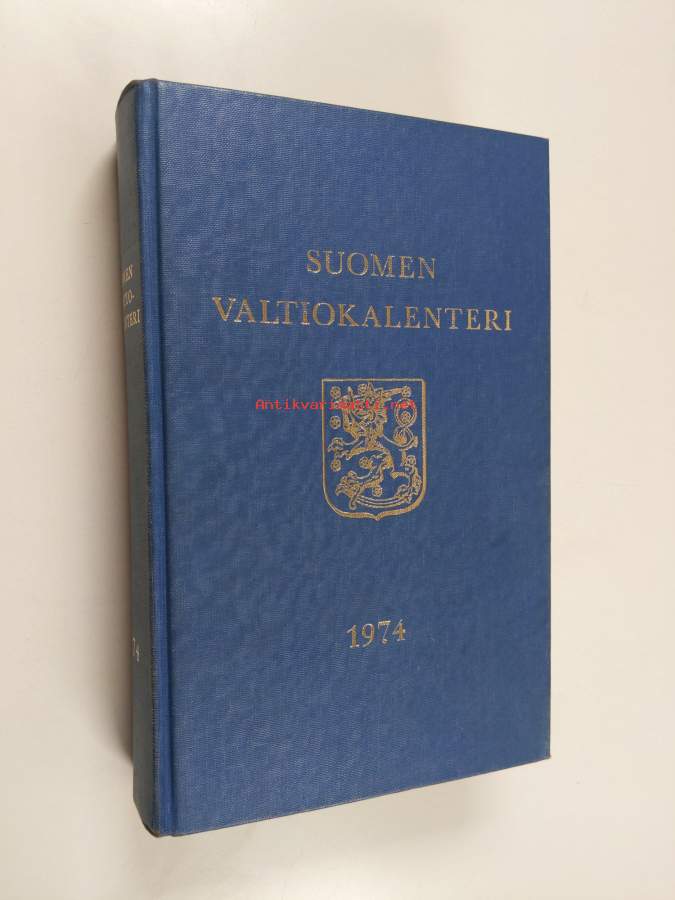 SUOMEN
VALTIOKALENTERI
Antikvariaatti.net
1974